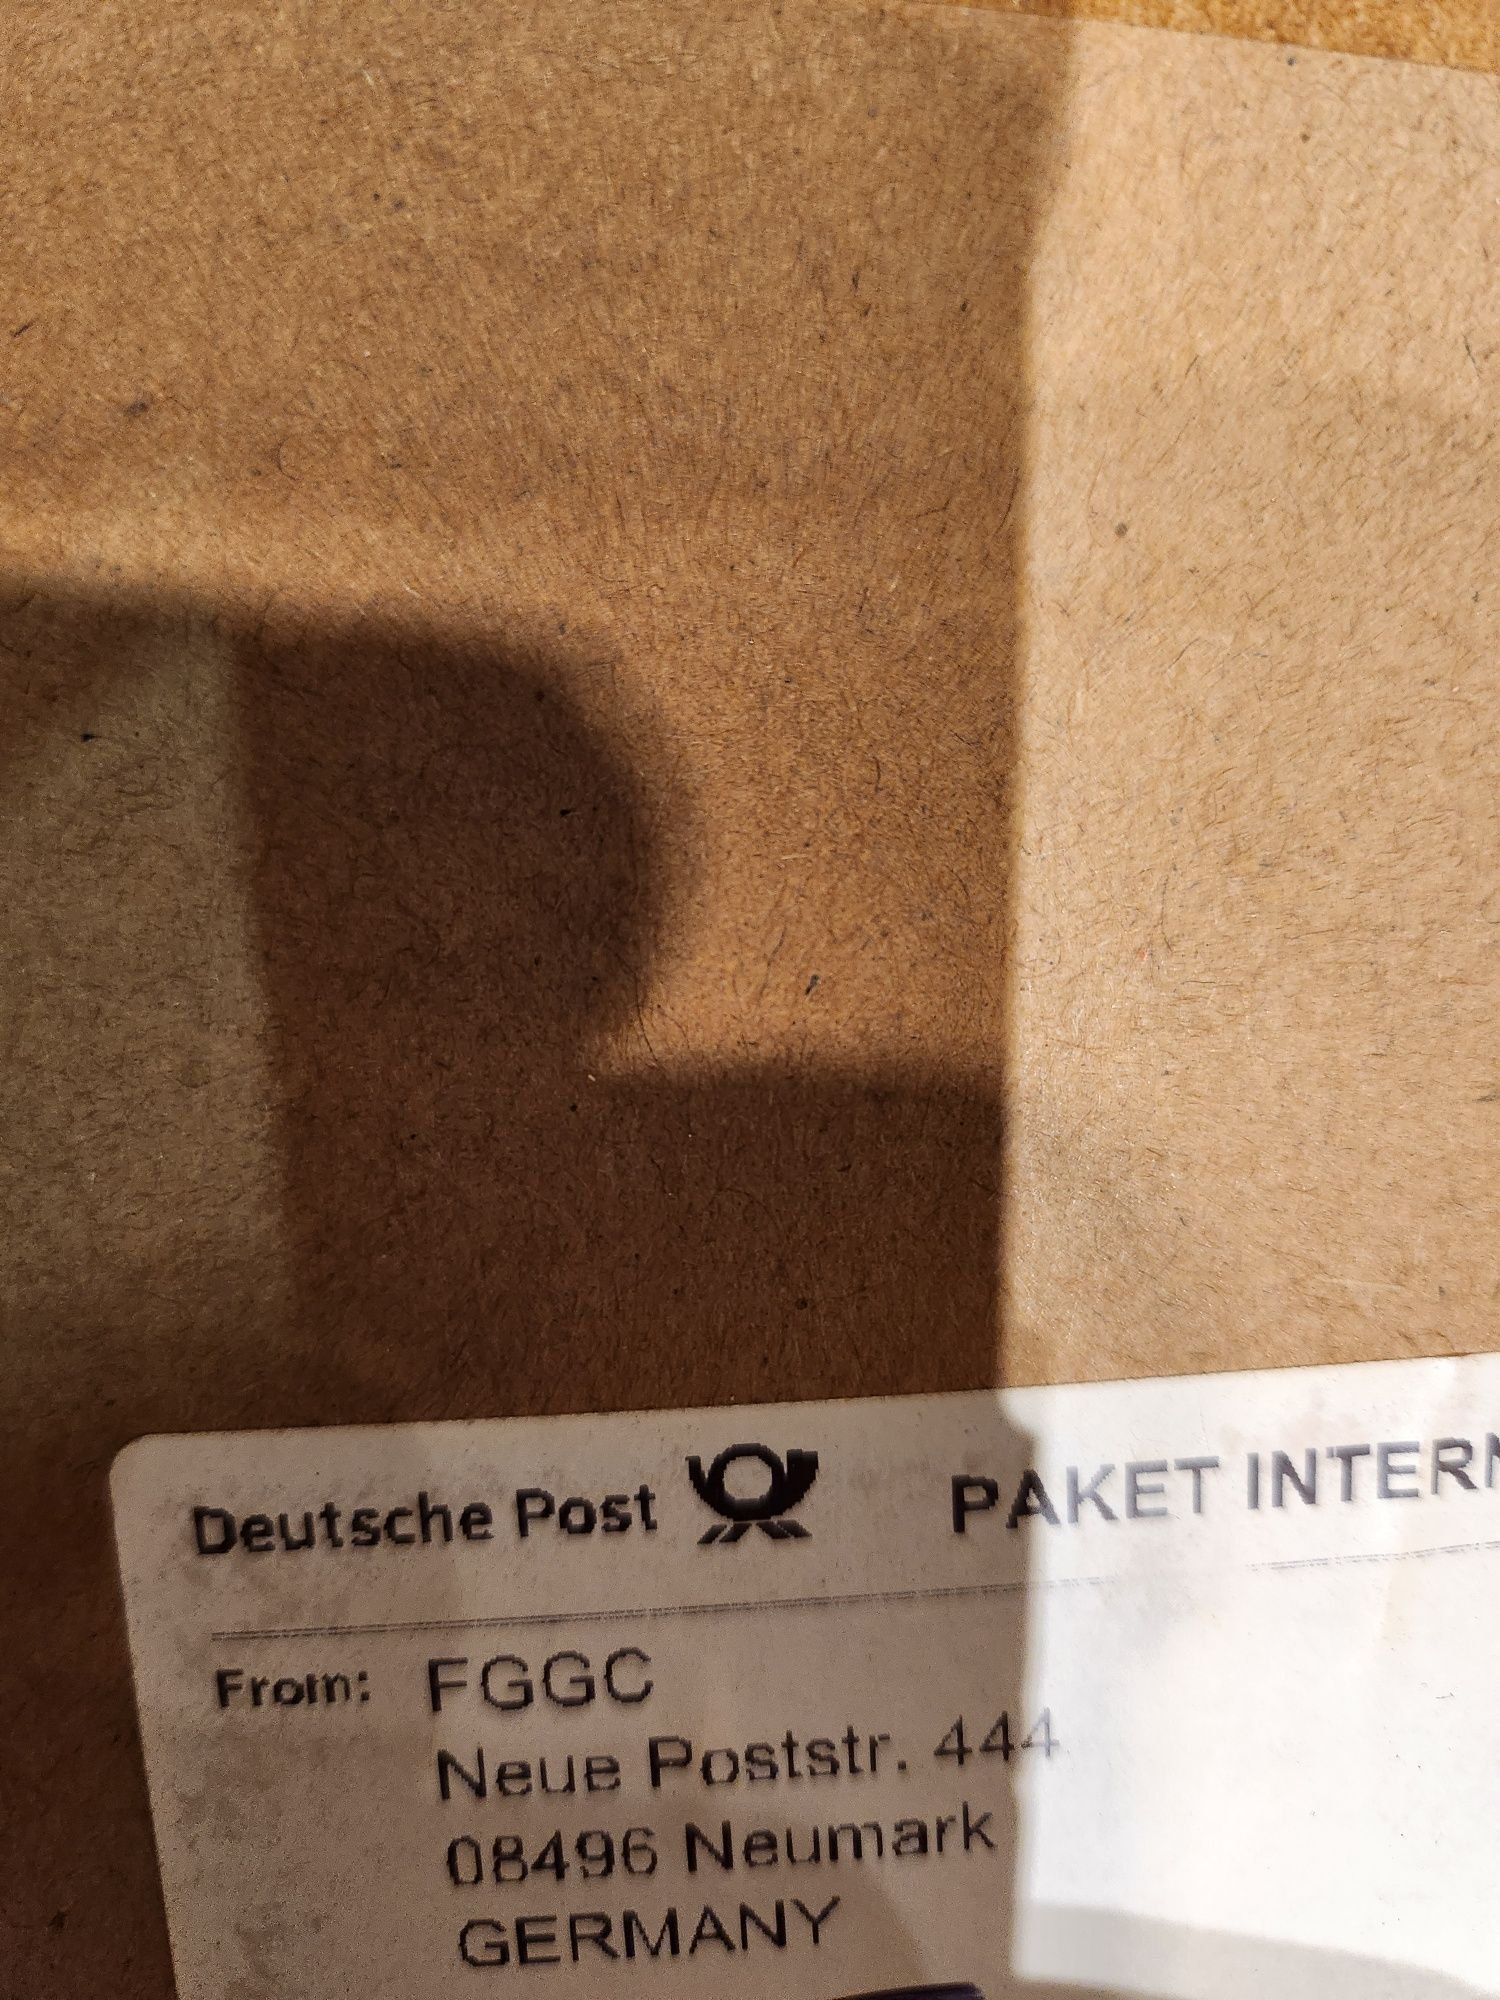 Deutsche Post PAKET INTERN
From: FGGC
Neue Poststr. 444
08496 Neumark
GERMANY